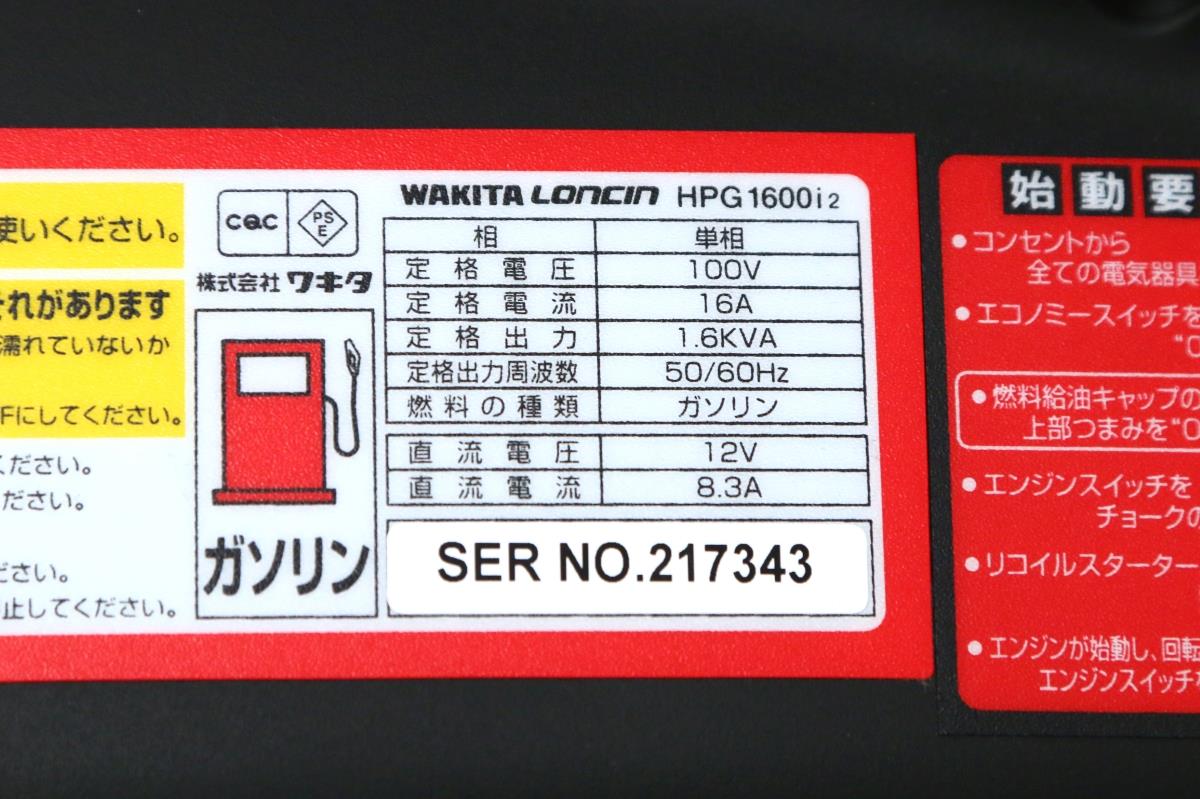 使いください。
それがあります
濡れていないか
Fにしてください。
ください。
ださい。
ださい。
止してください。
CQC
PS
E
株式会社 ワキタ
ガソリン
WAKITA LONCIN HPG1600i2
相 単相
定格電圧 100V
定格電流 16A
定格出力 1.6KVA
定格出力周波数 50/60Hz
燃料の種類 ガソリン
直流電圧 12V
直流電流 8.3A
SER NO.217343
始動要
●コンセントから
全ての電気器具
●エコノミースイッチを
●燃料給油キャップの
上部つまみを"O
●エンジンスイッチを
チョークの
●リコイルスターター
●エンジンが始動し、回転
エンジンスイッチを